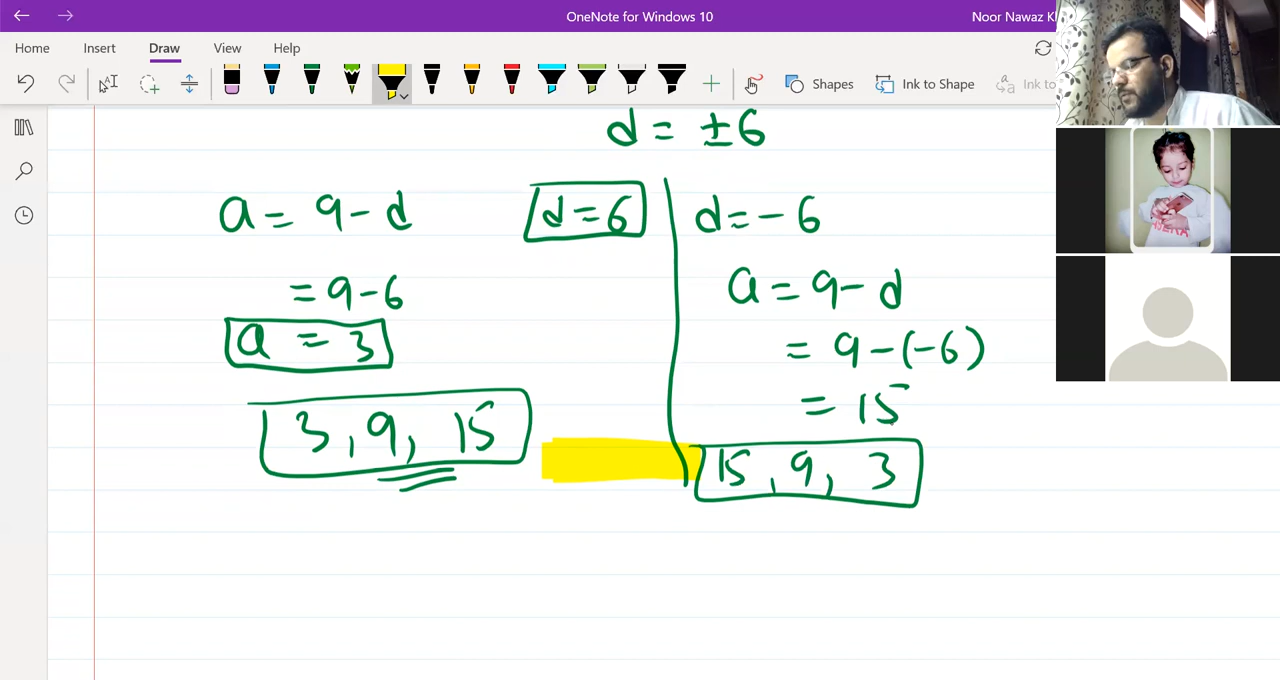 OneNote for Windows 10
Noor Nawaz
Home Insert Draw View Help
Shapes Ink to Shape Ink to
d = ±6
a = 9 - d
= 9 - 6
a = 3
3, 9, 15
d = 6
d = - 6
a = 9 - d
= 9 - (-6)
= 15
15, 9, 3